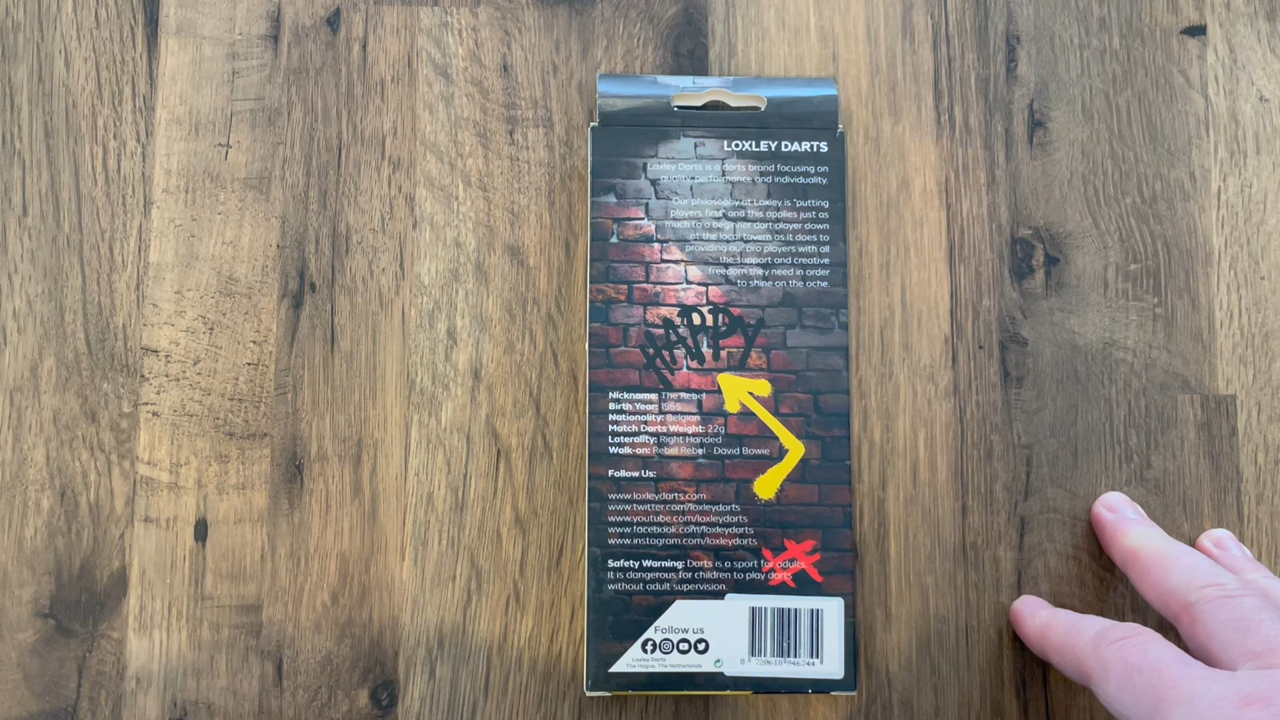 LOXLEY DARTS
Loxley Darts is a darts brand focusing on
quality, performance and individuality.
Our philosophy at Loxley is "putting
players first" and this applies just as
much to a beginner dart player down
at the local tavern as it does to
providing our pro players with all
the support and creative
freedom they need in order
to shine on the oche.
HAPPY
Nickname: The Rebel
Birth Year: 1965
Nationality: Belgian
Match Darts Weight: 22g
Laterality: Right Handed
Walk-on: Rebel Rebel - David Bowie
Follow Us:
www.loxleydarts.com
www.twitter.com/loxleydarts
www.youtube.com/loxleydarts
www.facebook.com/loxleydarts
www.instagram.com/loxleydarts
Safety Warning: Darts is a sport for adults.
It is dangerous for children to play darts
without adult supervision.
Follow us
Loxley Darts
The Hague, The Netherlands
8 720618 946744